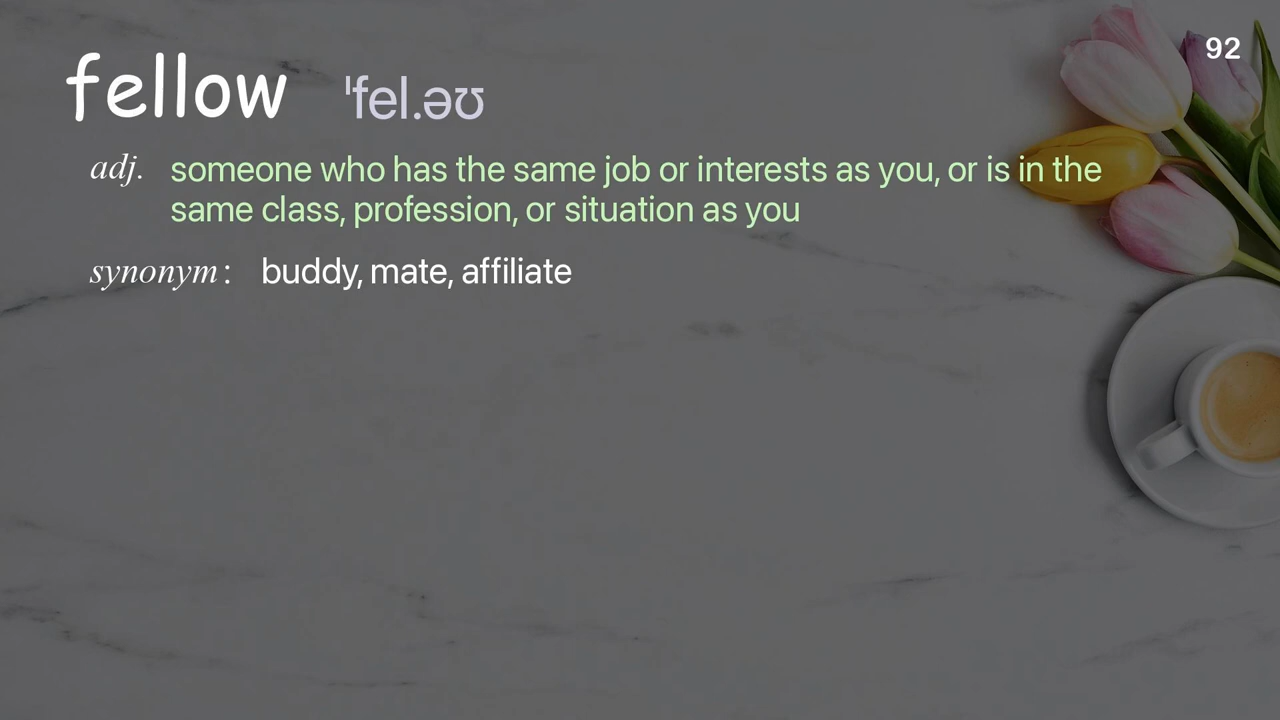 92
fellow ˈfel.əʊ
adj. someone who has the same job or interests as you, or is in the
same class, profession, or situation as you
synonym: buddy, mate, affiliate